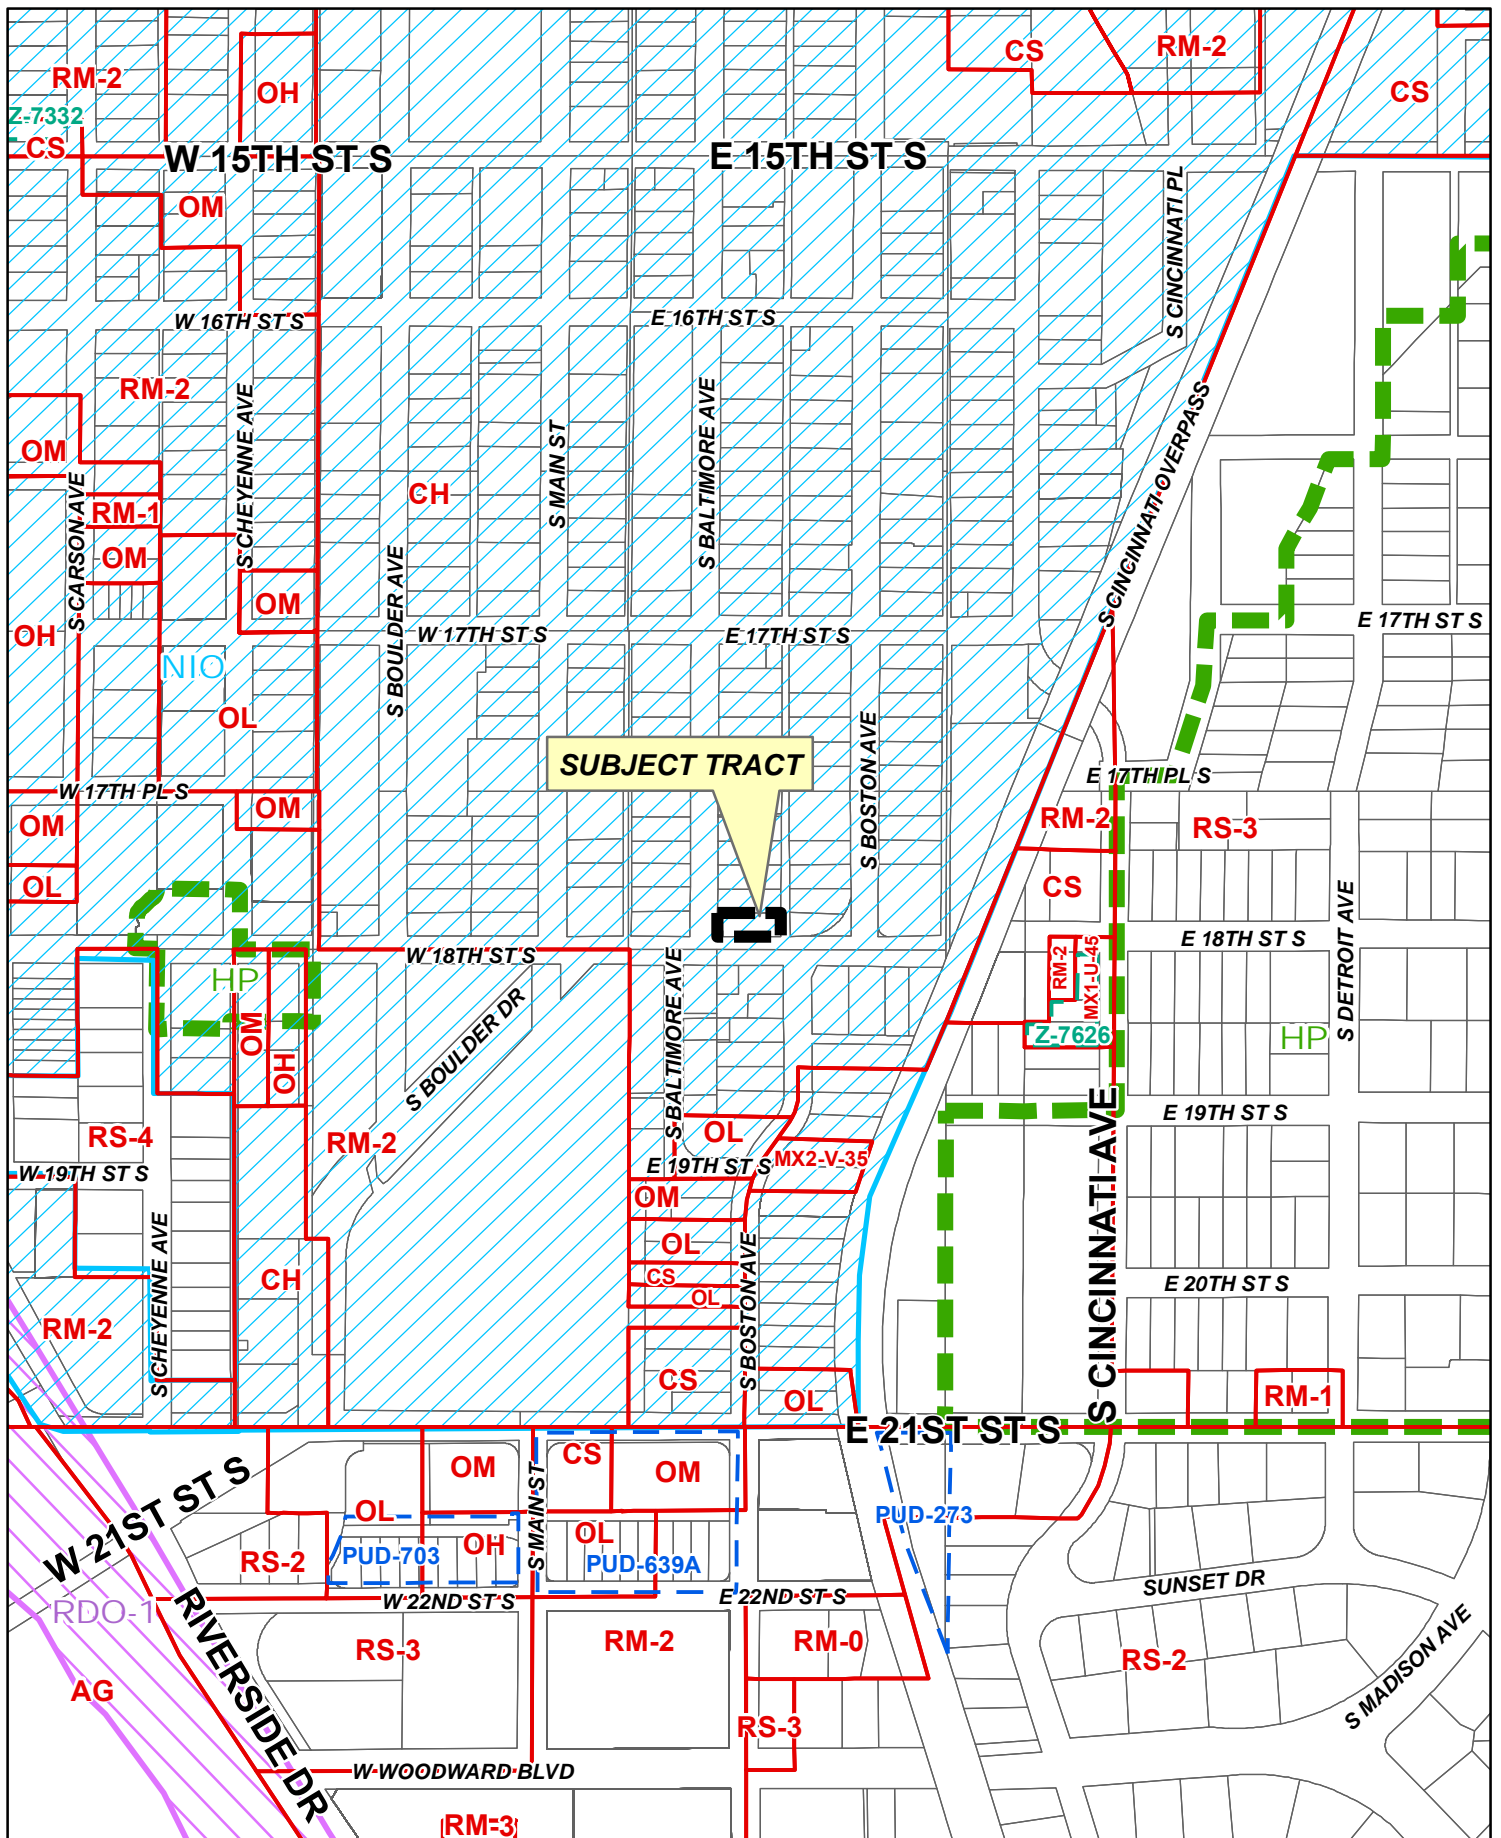 CS
RM-2
RM-2
OH
CS
Z-7332
CS
W 15TH ST S
E 15TH ST S
OM
S CINCINNATI PL
W 16TH ST S
E 16TH ST S
RM-2
S CHEYENNE AVE
S MAIN ST
S BALTIMORE AVE
S CINCINNATI OVERPASS
OM
CH
S CARSON AVE
RM-1
OM
OM
S BOULDER AVE
OH
W 17TH ST S
E 17TH ST S
E 17TH ST S
NIO
OL
SUBJECT TRACT
S BOSTON AVE
E 17TH PL S
W 17TH PL S
OM
OM
RM-2
RS-3
OL
CS
S DETROIT AVE
W 18TH ST S
E 18TH ST S
HP
RM-2
MX1-U-45
OM
OH
S BOULDER DR
S BALTIMORE AVE
Z-7626
HP
S CINCINNATI AVE
E 19TH ST S
RS-4
RM-2
OL
W 19TH ST S
E 19TH ST S
MX2-V-35
OM
OL
S CHEYENNE AVE
CH
CS
OL
S BOSTON AVE
E 20TH ST S
RM-2
CS
OL
RM-1
E 21ST ST S
W 21ST ST S
OM
CS
OM
S MAIN ST
OL
PUD-273
OL
OH
RS-2
PUD-703
PUD-639A
SUNSET DR
W 22ND ST S
E 22ND ST S
RDO-1
RIVERSIDE DR
RS-3
RM-2
RM-0
RS-2
S MADISON AVE
AG
RS-3
W WOODWARD BLVD
RM-3